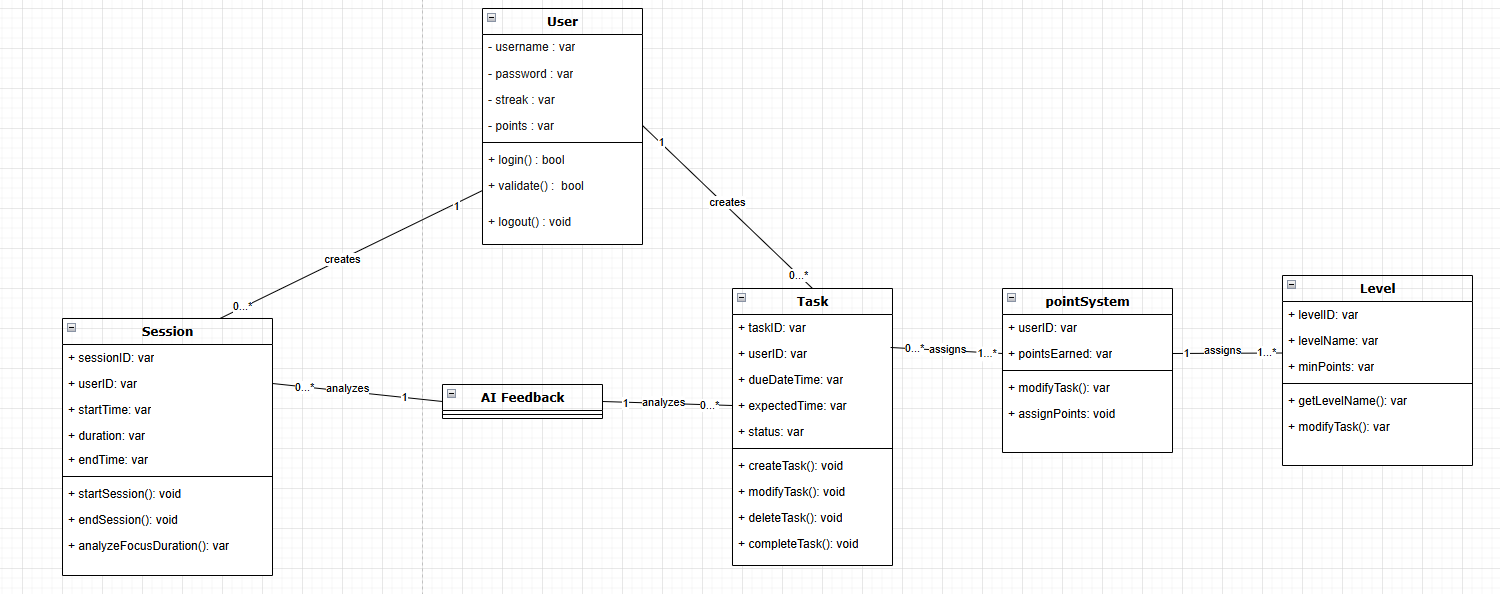 User
- username : var
- password : var
- streak : var
- points : var
+ login() : bool
+ validate() :  bool
+ logout() : void
1
creates
0...*
1
creates
0...*
Session
+ sessionID: var
+ userID: var
+ startTime: var
+ duration: var
+ endTime: var
+ startSession(): void
+ endSession(): void
+ analyzeFocusDuration(): var
0...*
analyzes
1
AI Feedback
1
analyzes
0...*
Task
+ taskID: var
+ userID: var
+ dueDateTime: var
+ expectedTime: var
+ status: var
+ createTask(): void
+ modifyTask(): void
+ deleteTask(): void
+ completeTask(): void
0...*
assigns
1...*
pointSystem
+ userID: var
+ pointsEarned: var
+ modifyTask(): var
+ assignPoints: void
1
assigns
1...*
Level
+ levelID: var
+ levelName: var
+ minPoints: var
+ getLevelName(): var
+ modifyTask(): var